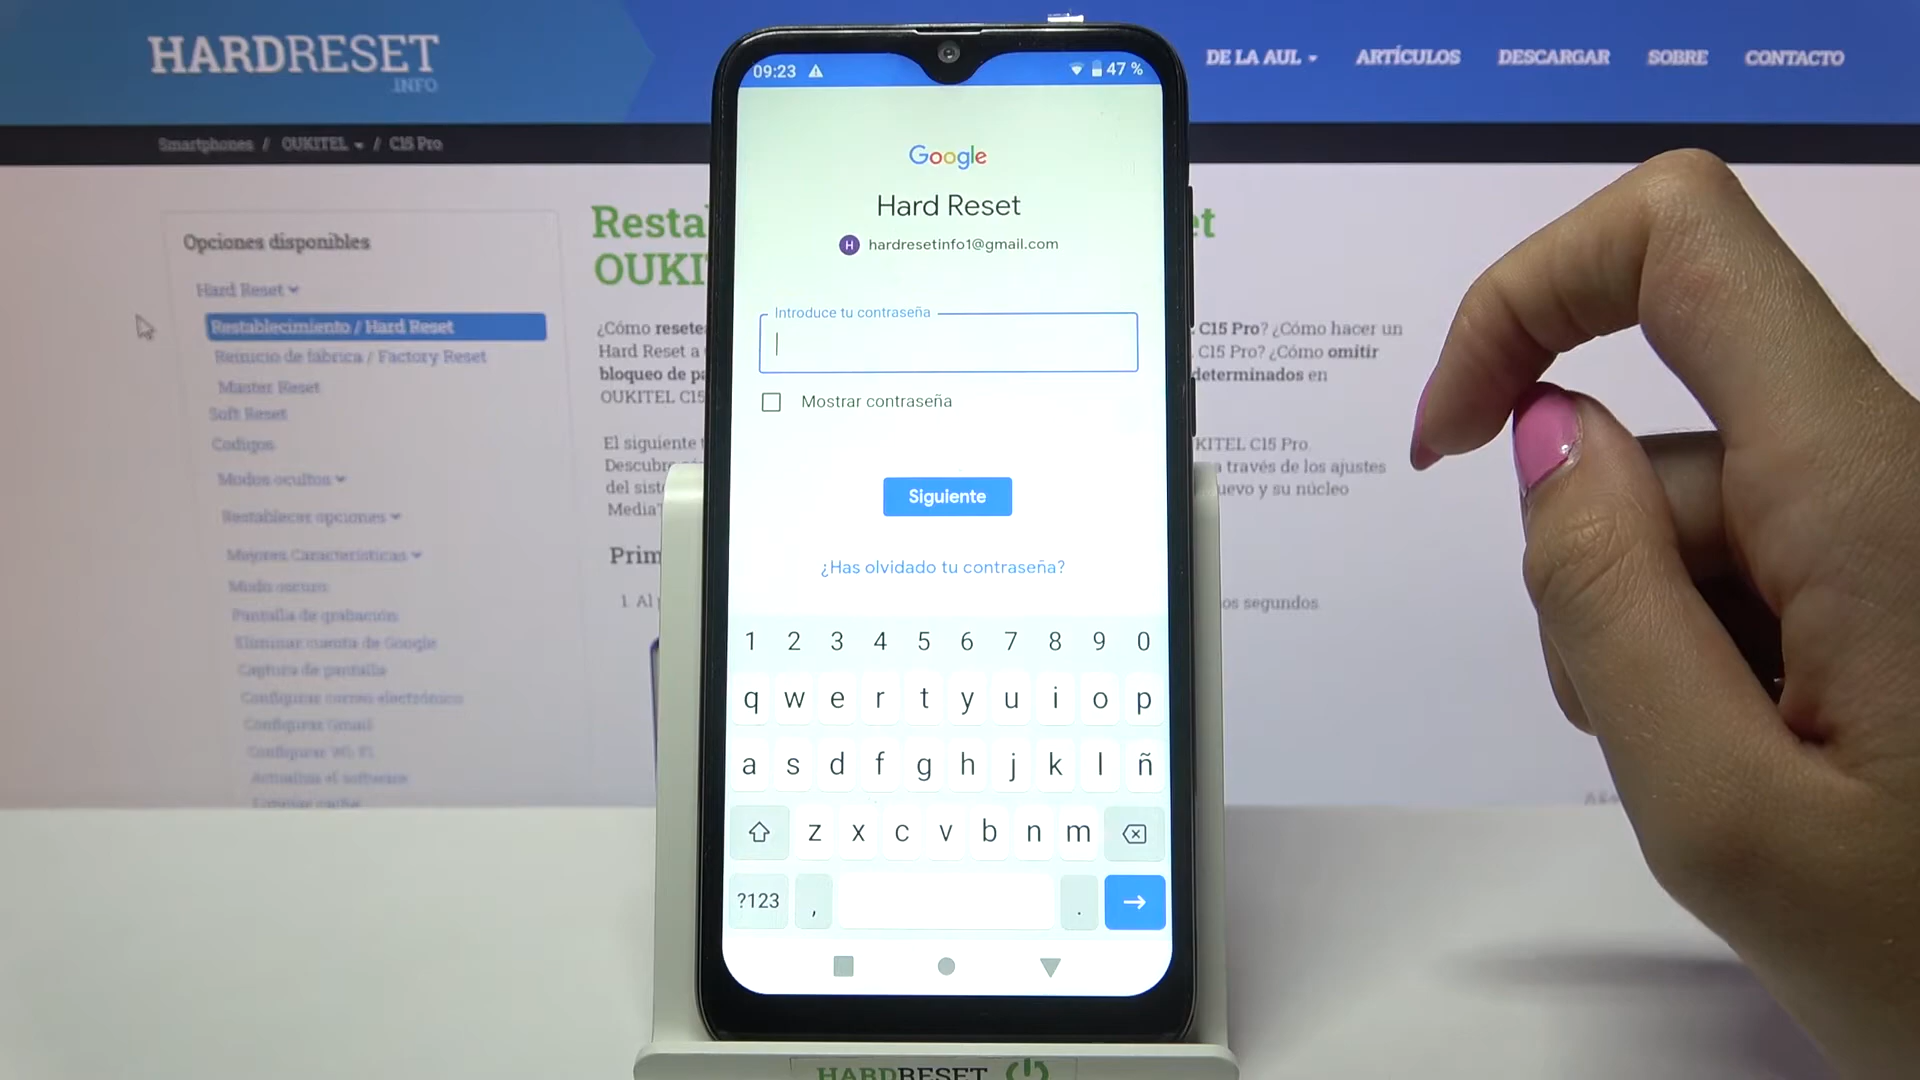 HARDRESET
.INFO
DE LA AUL
ARTÍCULOS
DESCARGAR
SOBRE
CONTACTO
Smartphones / OUKITEL / C15 Pro
Opciones disponibles
Hard Reset
Restablecimiento / Hard Reset
Reinicio de fábrica / Factory Reset
Master Reset
Soft Reset
Codigos
Modos ocultos
Restablecer opciones
Mejores Características
Modo oscuro
Pantalla de grabación
Eliminar cuenta de Google
Captura de pantalla
Configurar correo electrónico
Configurar Gmail
Configurar Wi-Fi
Actualiza el software
Limpiar caché
Resta
et
OUKI
¿Cómo resete
C15 Pro? ¿Cómo hacer un
Hard Reset a
C15 Pro? ¿Cómo omitir
bloqueo de pa
determinados en
OUKITEL C15
El siguiente t
KITEL C15 Pro.
Descubre
a través de los ajustes
del sist
uevo y su núcleo
Media"
Prim
1. Al p
os segundos.
09:23
47 %
Google
Hard Reset
H hardresetinfo1@gmail.com
Introduce tu contraseña
Mostrar contraseña
Siguiente
¿Has olvidado tu contraseña?
1 2 3 4 5 6 7 8 9 0
q w e r t y u i o p
a s d f g h j k l ñ
z x c v b n m
?123 , .
HARDRESET